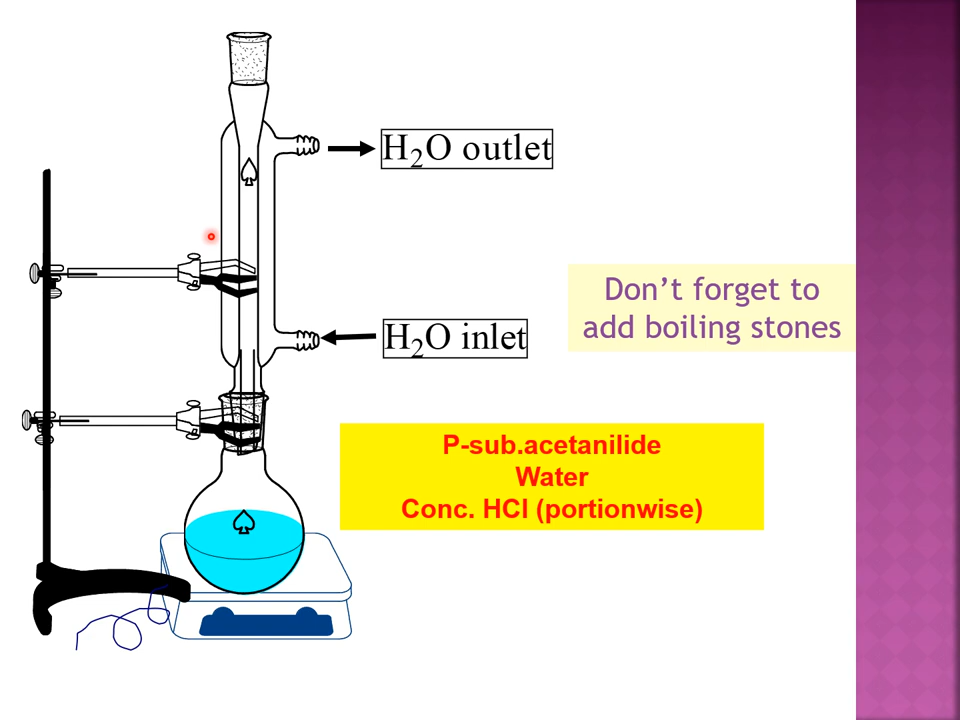 H₂O outlet
Don’t forget to
add boiling stones
H₂O inlet
P-sub.acetanilide
Water
Conc. HCl (portionwise)